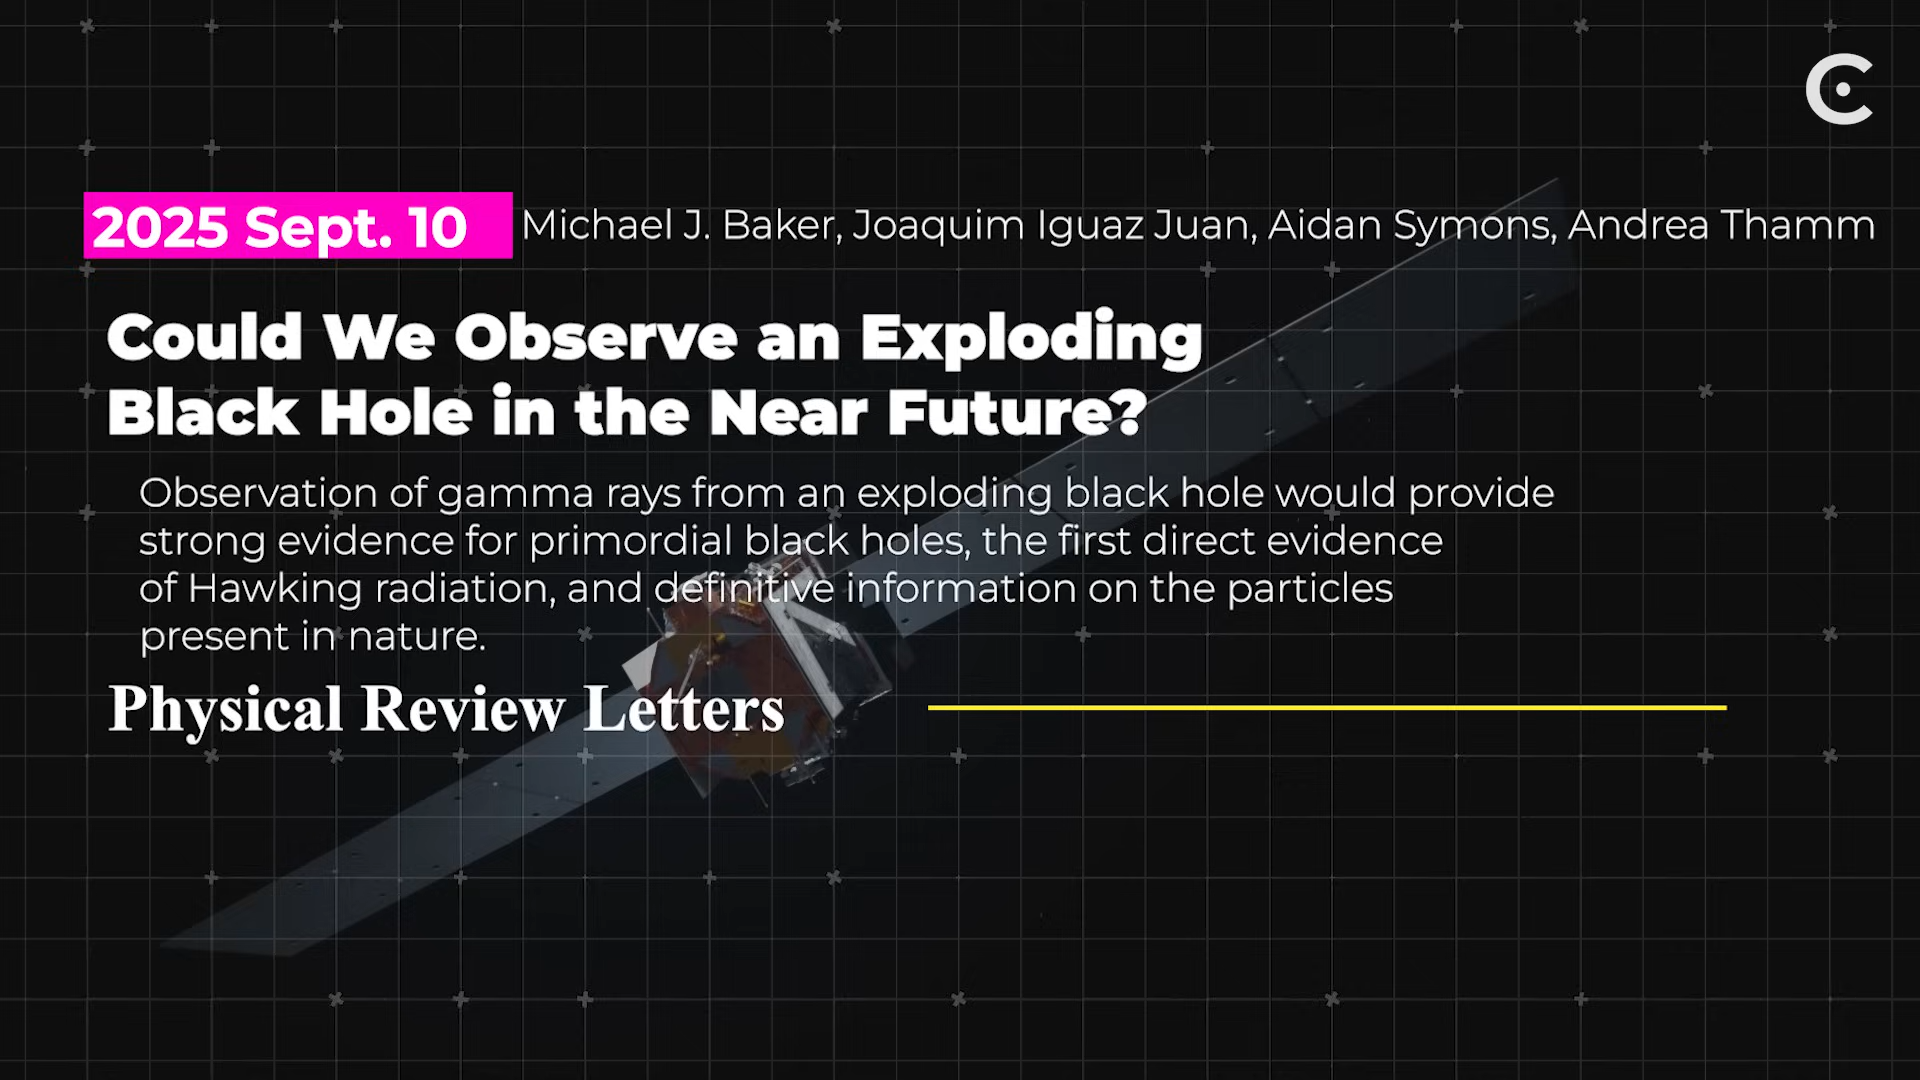 2025 Sept. 10 Michael J. Baker, Joaquim Iguaz Juan, Aidan Symons, Andrea Thamm
Could We Observe an Exploding
Black Hole in the Near Future?
Observation of gamma rays from an exploding black hole would provide
strong evidence for primordial black holes, the first direct evidence
of Hawking radiation, and definitive information on the particles
present in nature.
Physical Review Letters